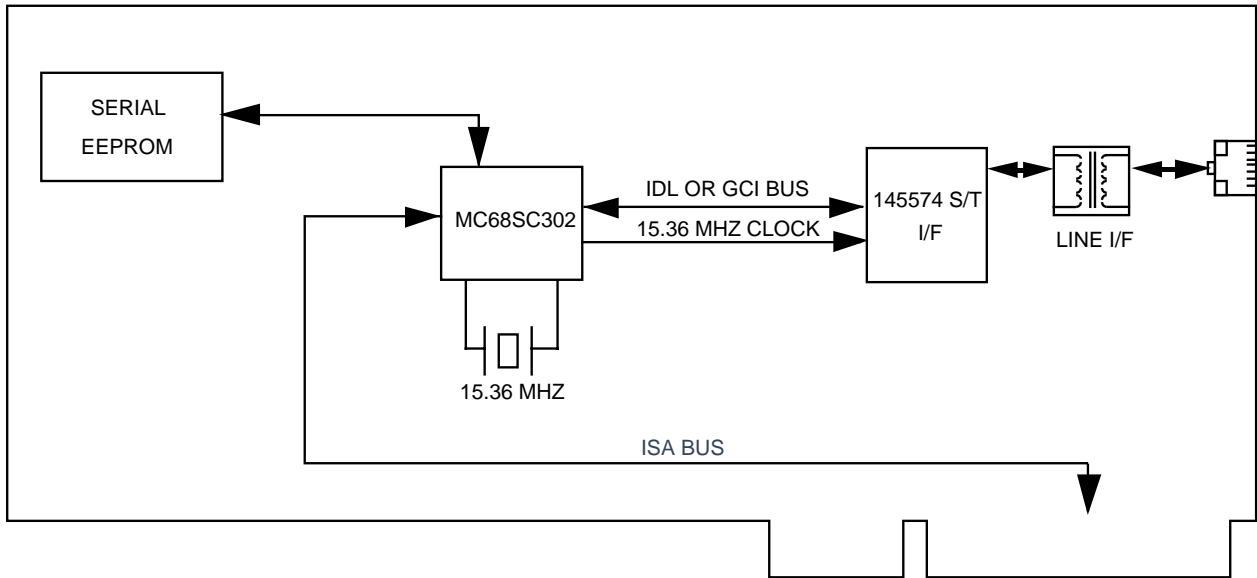 SERIAL
EEPROM
MC68SC302
IDL OR GCI BUS
15.36 MHZ CLOCK
145574 S/T
I/F
LINE I/F
15.36 MHZ
ISA BUS